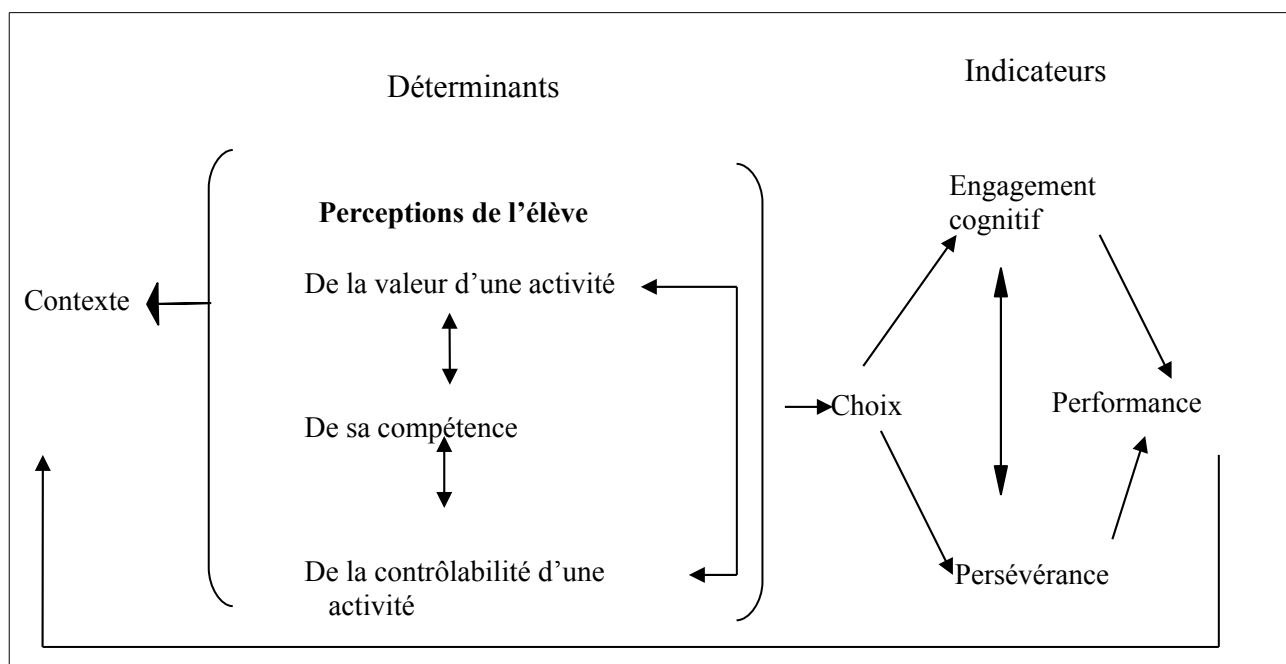 Déterminants
Indicateurs
Contexte
Perceptions de l’élève
De la valeur d’une activité
De sa compétence
De la contrôlabilité d’une
activité
Choix
Engagement
cognitif
Persévérance
Performance